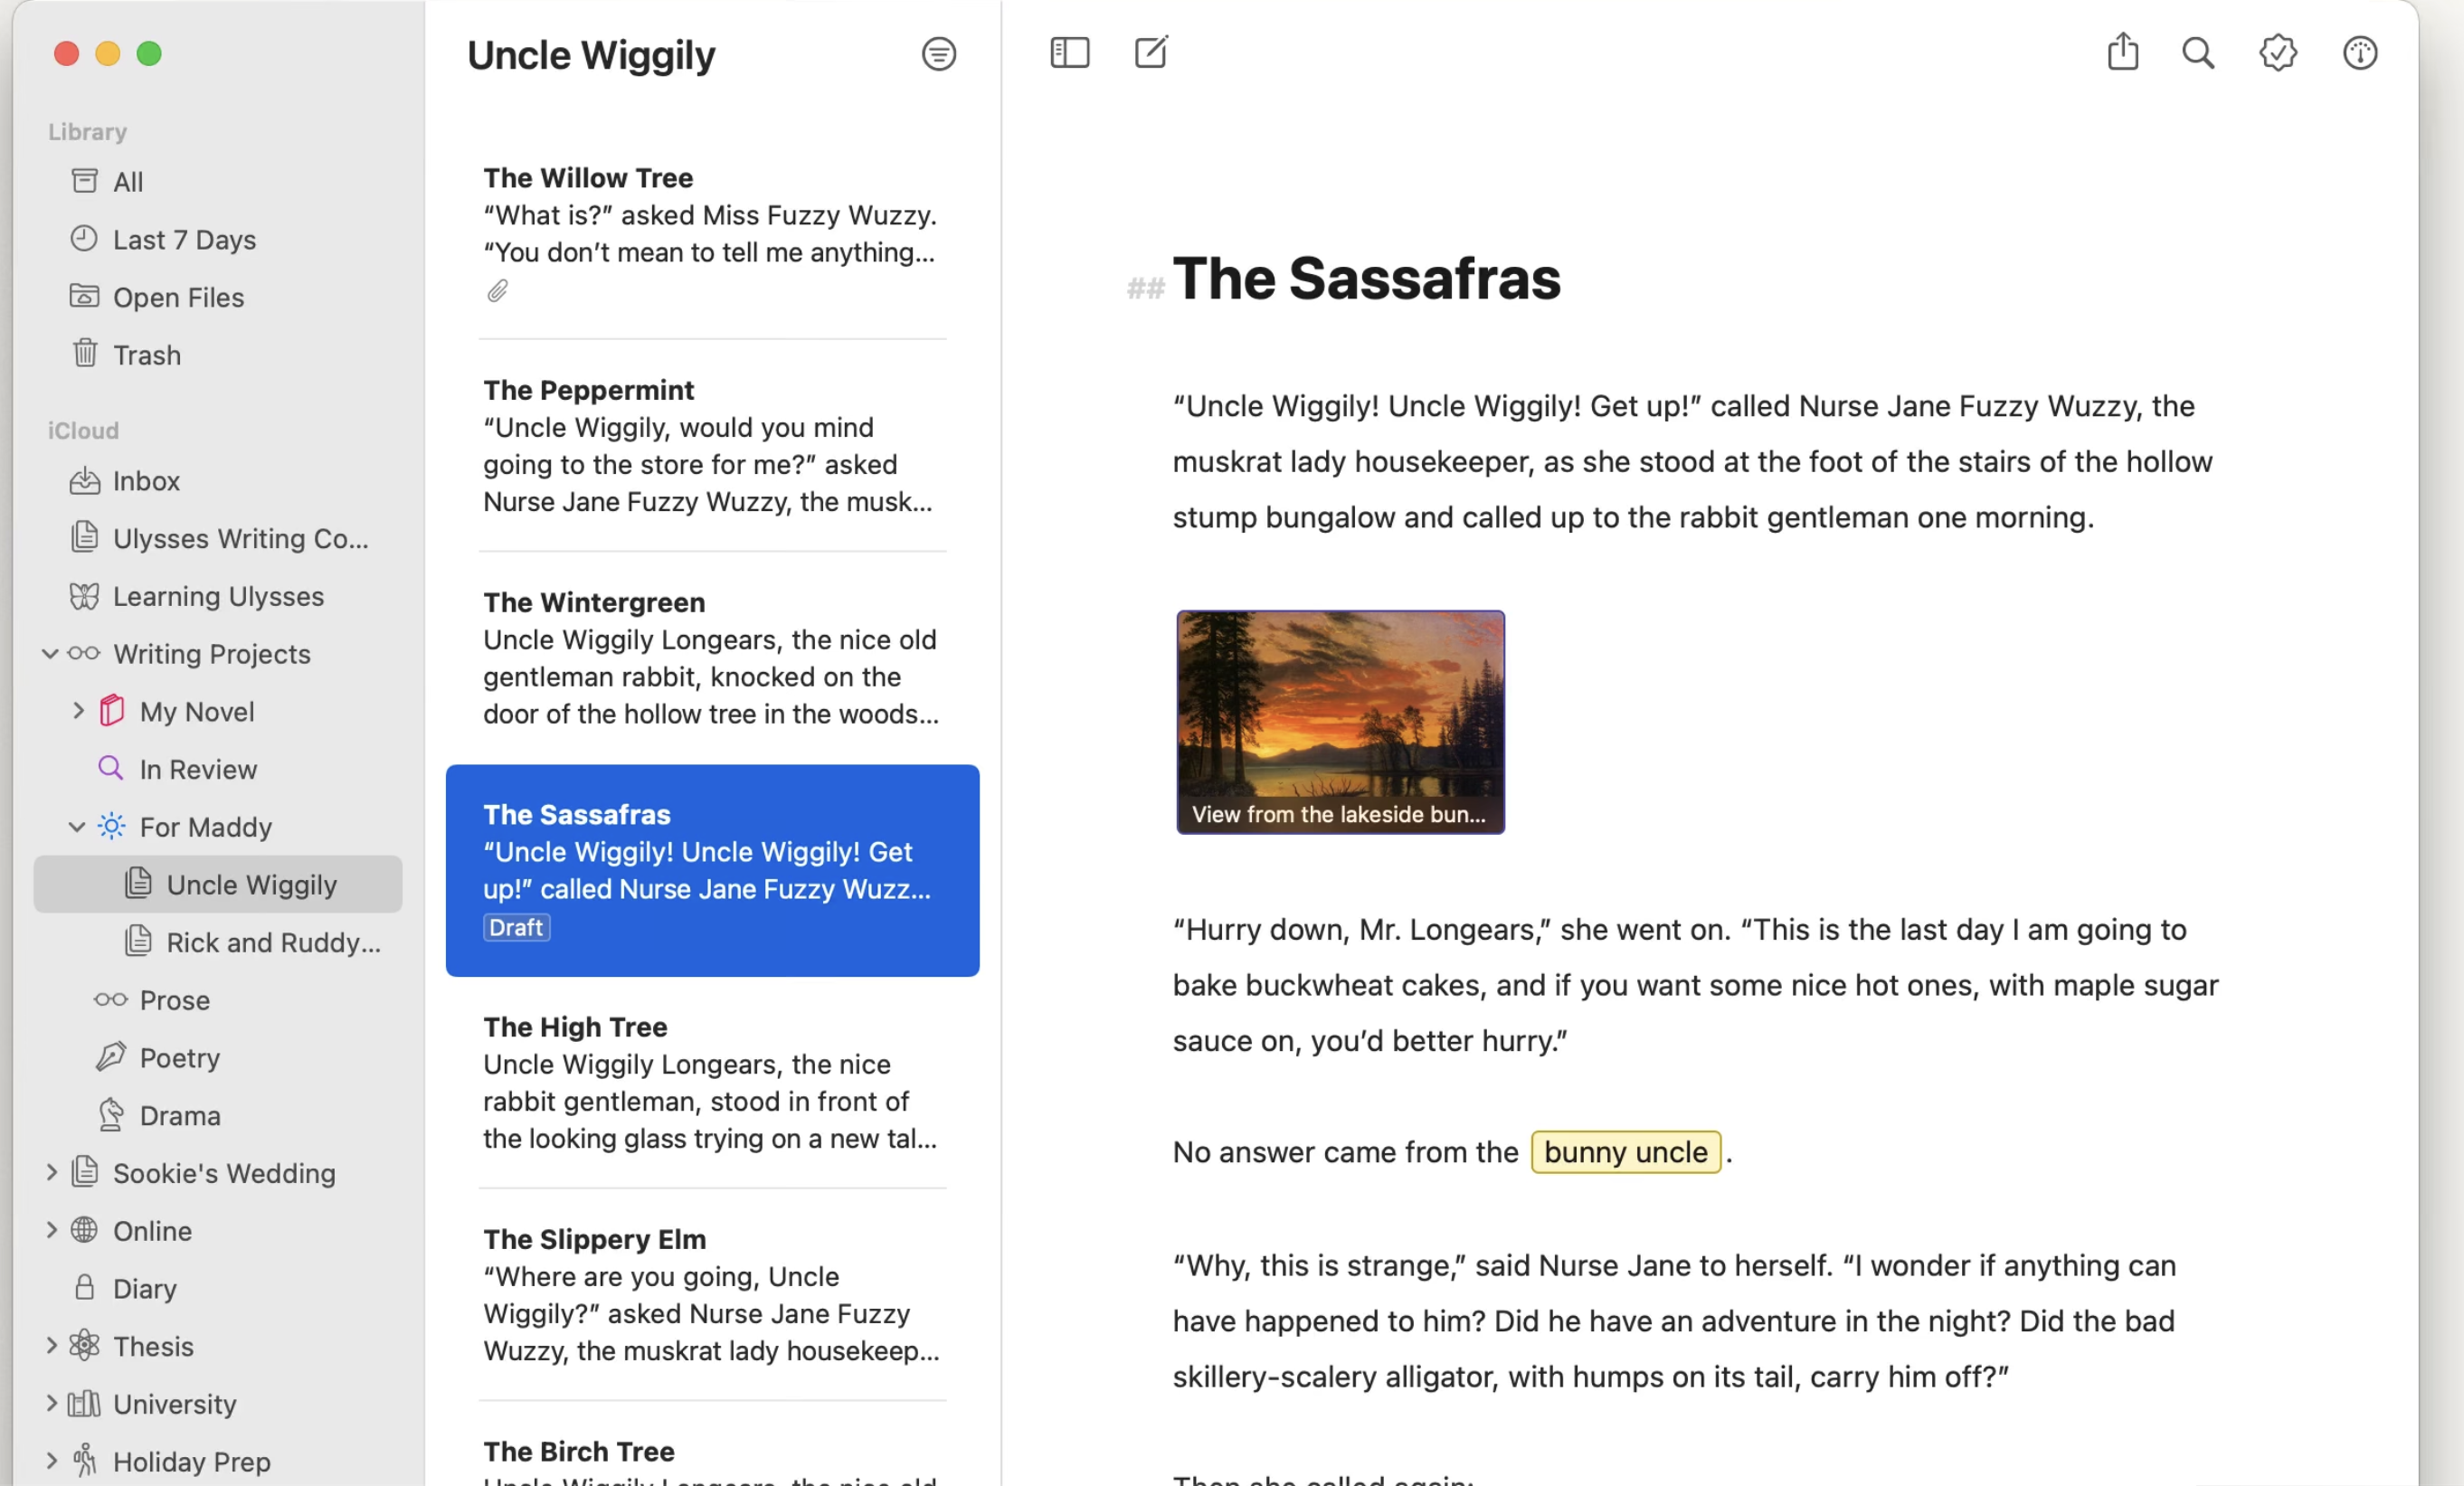 Library
All
Last 7 Days
Open Files
Trash
iCloud
Inbox
Ulysses Writing Co...
Learning Ulysses
Writing Projects
My Novel
In Review
For Maddy
Uncle Wiggily
Rick and Ruddy...
Prose
Poetry
Drama
Sookie's Wedding
Online
Diary
Thesis
University
Holiday Prep
Uncle Wiggily
The Willow Tree
“What is?” asked Miss Fuzzy Wuzzy.
“You don’t mean to tell me anything...
The Peppermint
“Uncle Wiggily, would you mind
going to the store for me?” asked
Nurse Jane Fuzzy Wuzzy, the musk...
The Wintergreen
Uncle Wiggily Longears, the nice old
gentleman rabbit, knocked on the
door of the hollow tree in the woods...
The Sassafras
“Uncle Wiggily! Uncle Wiggily! Get
up!” called Nurse Jane Fuzzy Wuzz...
Draft
The High Tree
Uncle Wiggily Longears, the nice
rabbit gentleman, stood in front of
the looking glass trying on a new tal...
The Slippery Elm
“Where are you going, Uncle
Wiggily?” asked Nurse Jane Fuzzy
Wuzzy, the muskrat lady housekeep...
The Birch Tree
Uncle Wiggily Longears, the nice old
## The Sassafras
“Uncle Wiggily! Uncle Wiggily! Get up!” called Nurse Jane Fuzzy Wuzzy, the
muskrat lady housekeeper, as she stood at the foot of the stairs of the hollow
stump bungalow and called up to the rabbit gentleman one morning.
View from the lakeside bun...
“Hurry down, Mr. Longears,” she went on. “This is the last day I am going to
bake buckwheat cakes, and if you want some nice hot ones, with maple sugar
sauce on, you’d better hurry.”
No answer came from the bunny uncle.
“Why, this is strange,” said Nurse Jane to herself. “I wonder if anything can
have happened to him? Did he have an adventure in the night? Did the bad
skillery-scalery alligator, with humps on its tail, carry him off?”
Then she called again: